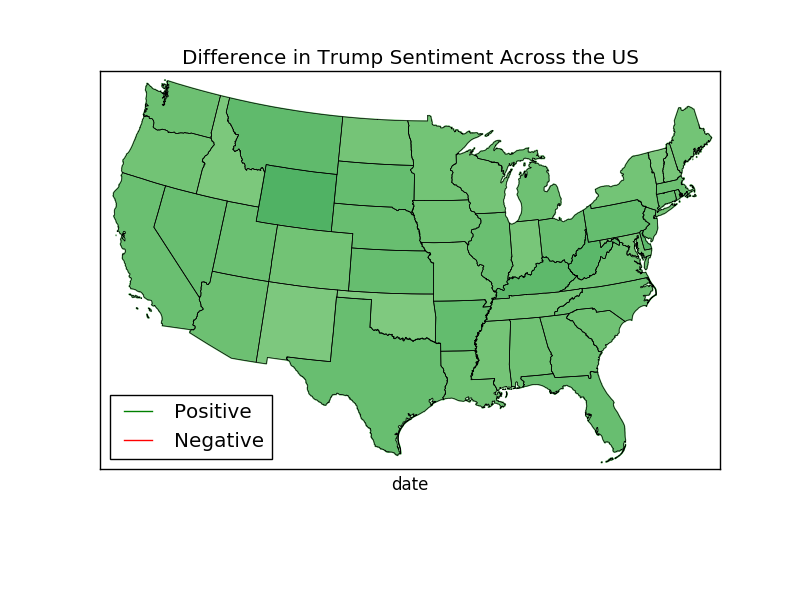 Difference in Trump Sentiment Across the US
Positive
Negative
date